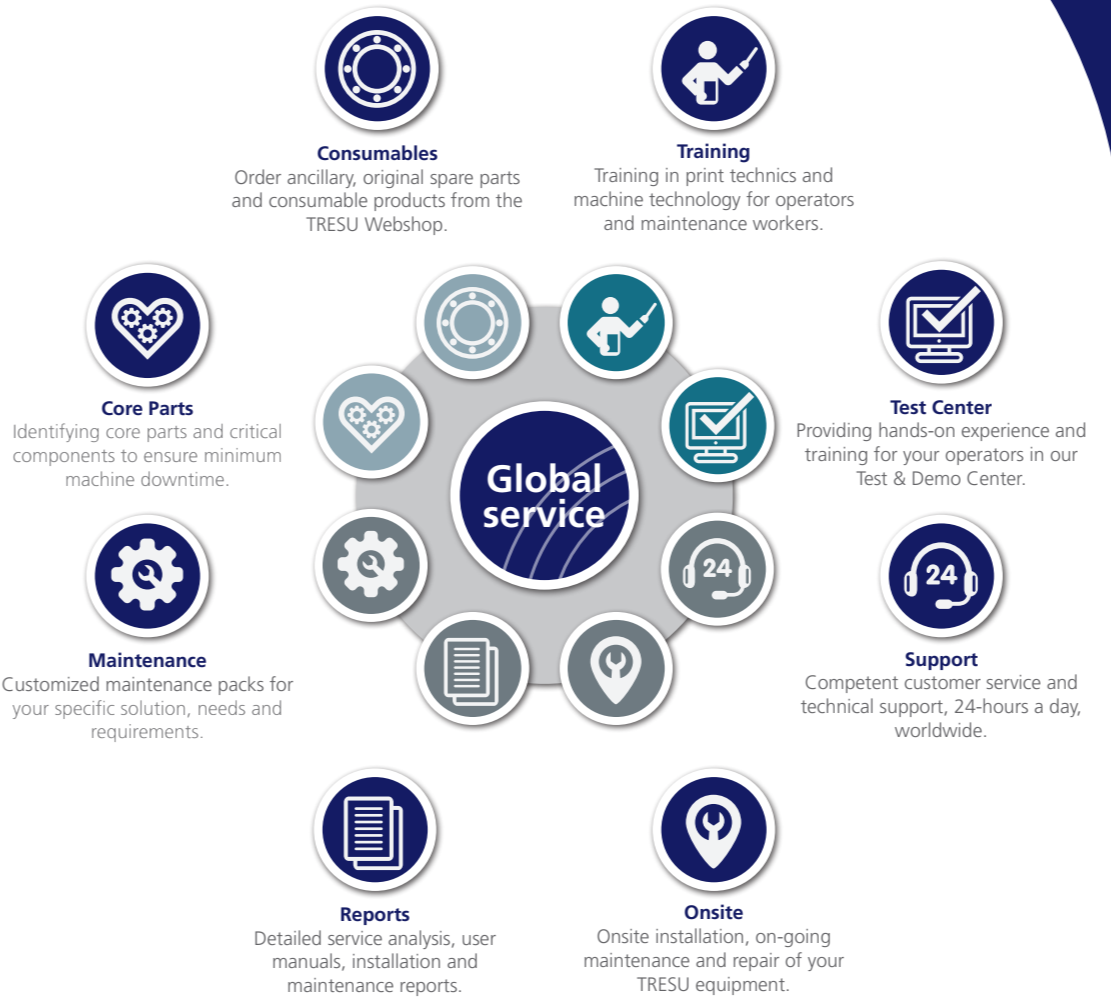 Consumables
Order ancillary, original spare parts
and consumable products from the
TRESU Webshop.
Training
Training in print technics and
machine technology for operators
and maintenance workers.
Core Parts
Identifying core parts and critical
components to ensure minimum
machine downtime.
Test Center
Providing hands-on experience and
training for your operators in our
Test & Demo Center.
Global
service
24
24
Maintenance
Customized maintenance packs for
your specific solution, needs and
requirements.
Support
Competent customer service and
technical support, 24-hours a day,
worldwide.
Reports
Detailed service analysis, user
manuals, installation and
maintenance reports.
Onsite
Onsite installation, on-going
maintenance and repair of your
TRESU equipment.